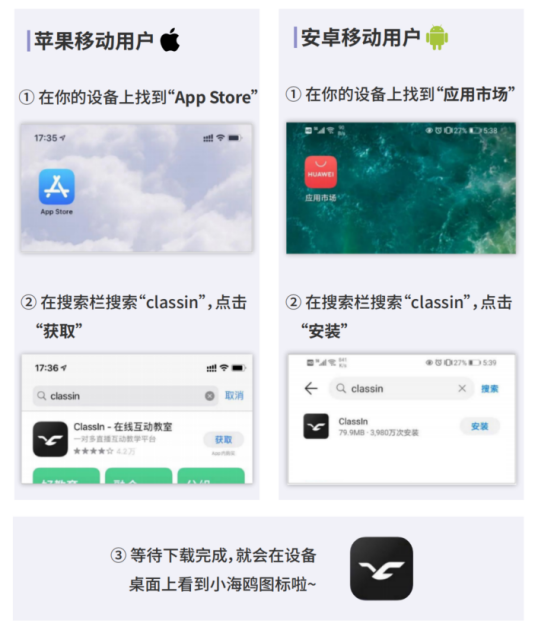 苹果移动用户
① 在你的设备上找到“App Store”
17:35
App Store
② 在搜索栏搜索“classin”,点击
“获取”
17:36
classin
取消
ClassIn - 在线互动教室
一对多直播互动教学平台
获取
★★★★☆ 4.2万
App内购买
安卓移动用户
① 在你的设备上找到“应用市场”
27% 5:38
HUAWEI
应用市场
② 在搜索栏搜索“classin”,点击
“安装”
27% 5:39
classin
搜索
ClassIn
79.9MB · 3,980万次安装
安装
③ 等待下载完成,就会在设备
桌面上看到小海鸥图标啦~